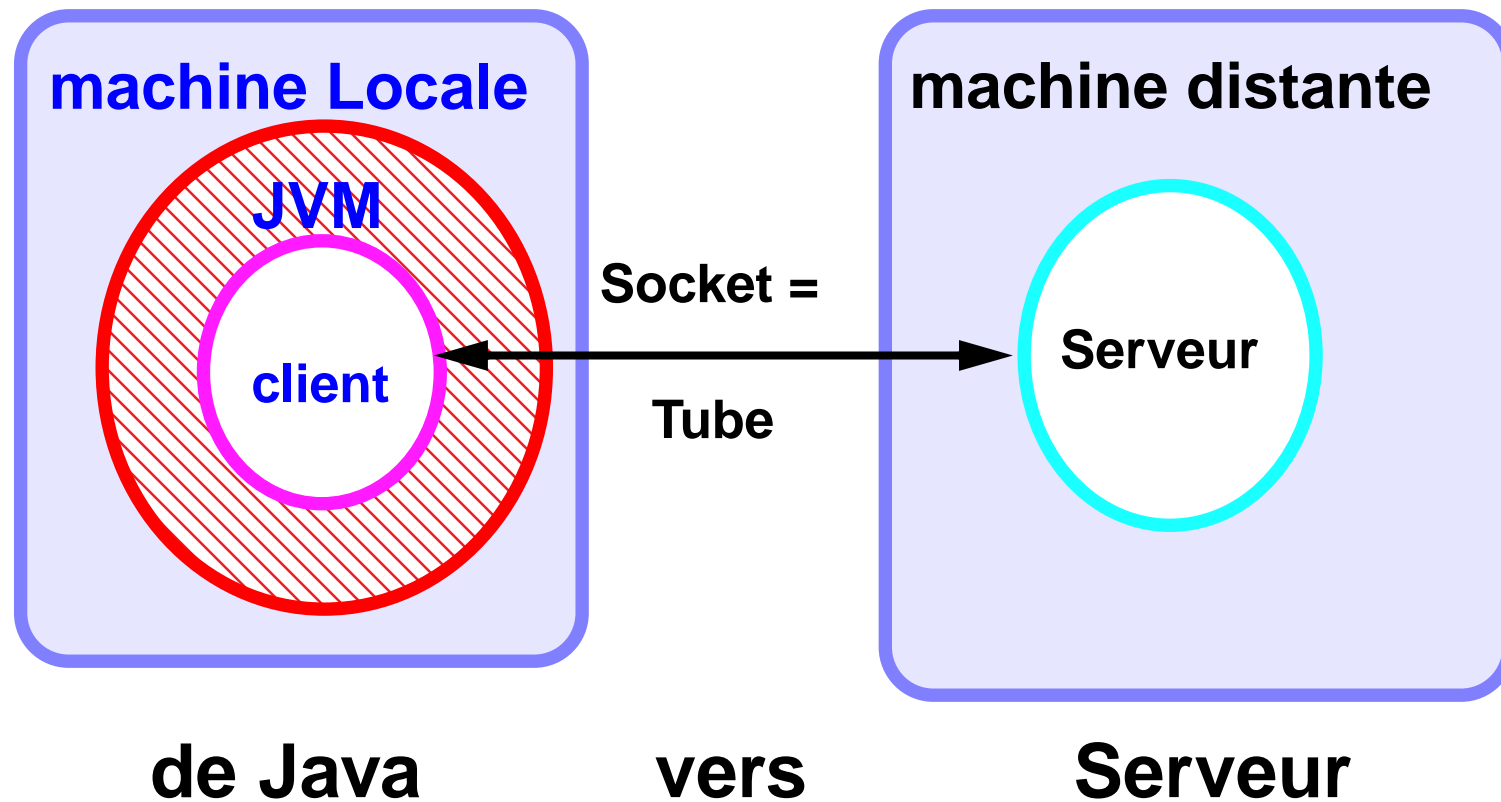 machine Locale
machine distante
JVM
client
Socket =
Tube
Serveur
de Java vers Serveur